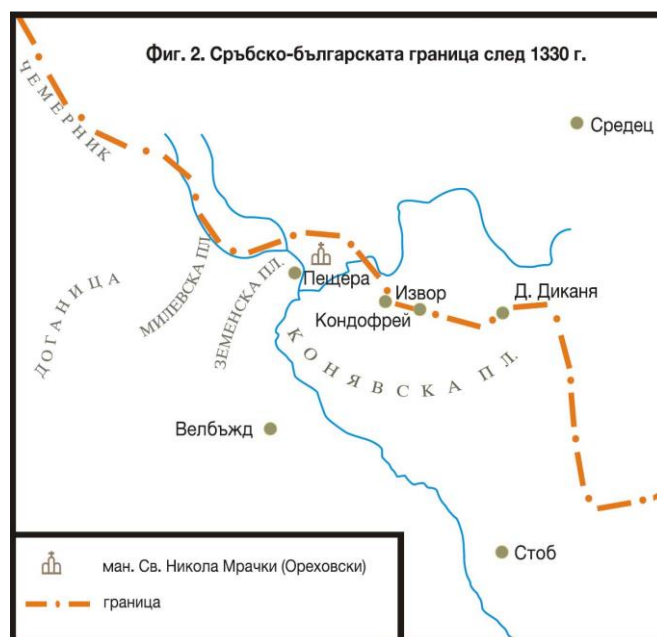 Фиг. 2. Сръбско-българската граница след 1330 г.
ЧЕМЕРНИК
Средец
ДОГАНИЦА
МИЛЕВСКА ПЛ.
ЗЕМЕНСКА ПЛ.
Пещера
Извор
Кондофрей
Д. Диканя
КОНЯВСКА ПЛ.
Велбъжд
Стоб
ман. Св. Никола Мрачки (Ореховски)
граница